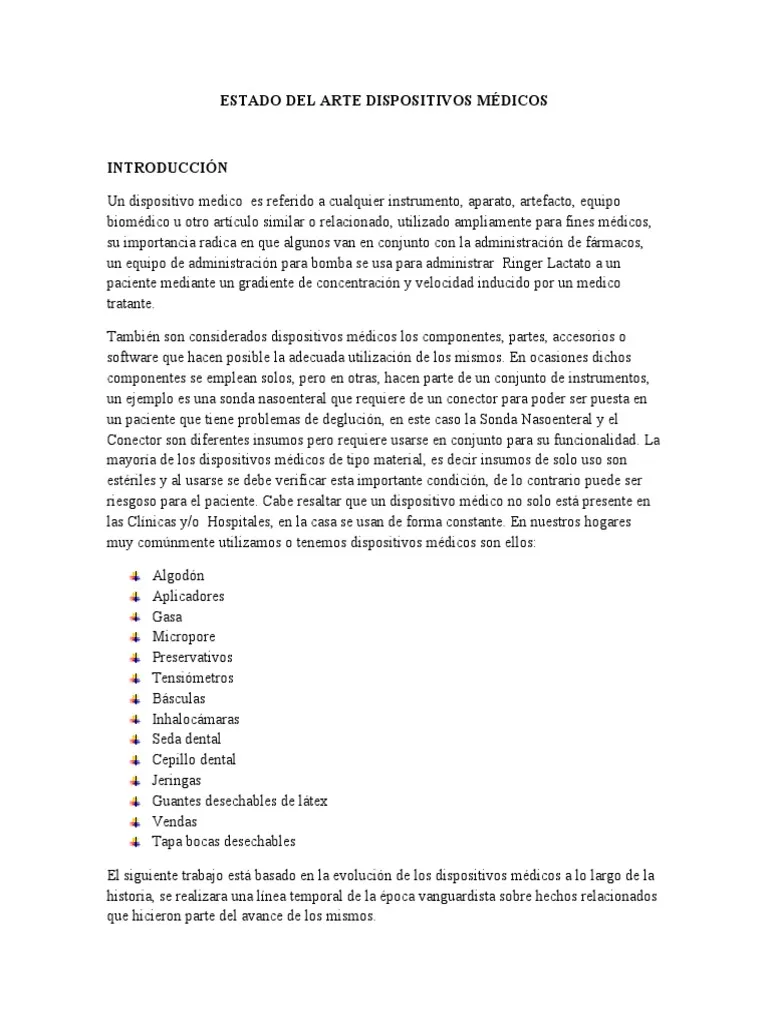 ESTADO DEL ARTE DISPOSITIVOS MÉDICOS
INTRODUCCIÓN
Un dispositivo medico es referido a cualquier instrumento, aparato, artefacto, equipo
biomédico u otro artículo similar o relacionado, utilizado ampliamente para fines médicos,
su importancia radica en que algunos van en conjunto con la administración de fármacos,
un equipo de administración para bomba se usa para administrar Ringer Lactato a un
paciente mediante un gradiente de concentración y velocidad inducido por un medico
tratante.
También son considerados dispositivos médicos los componentes, partes, accesorios o
software que hacen posible la adecuada utilización de los mismos. En ocasiones dichos
componentes se emplean solos, pero en otras, hacen parte de un conjunto de instrumentos,
un ejemplo es una sonda nasoenteral que requiere de un conector para poder ser puesta en
un paciente que tiene problemas de deglución, en este caso la Sonda Nasoenteral y el
Conector son diferentes insumos pero requiere usarse en conjunto para su funcionalidad. La
mayoría de los dispositivos médicos de tipo material, es decir insumos de solo uso son
estériles y al usarse se debe verificar esta importante condición, de lo contrario puede ser
riesgoso para el paciente. Cabe resaltar que un dispositivo médico no solo está presente en
las Clínicas y/o Hospitales, en la casa se usan de forma constante. En nuestros hogares
muy comúnmente utilizamos o tenemos dispositivos médicos son ellos:
Algodón
Aplicadores
Gasa
Micropore
Preservativos
Tensiómetros
Básculas
Inhalocámaras
Seda dental
Cepillo dental
Jeringas
Guantes desechables de látex
Vendas
Tapa bocas desechables
El siguiente trabajo está basado en la evolución de los dispositivos médicos a lo largo de la
historia, se realizara una línea temporal de la época vanguardista sobre hechos relacionados
que hicieron parte del avance de los mismos.